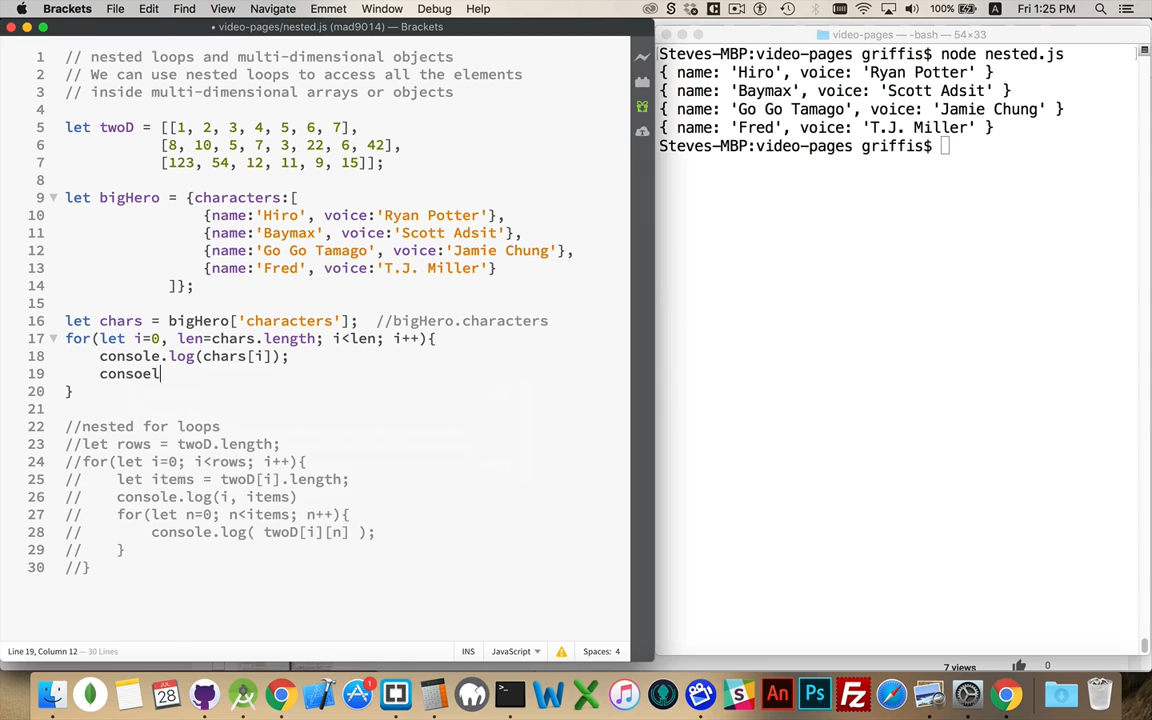 Brackets File Edit Find View Navigate Emmet Window Debug Help 100% Fri 1:25 PM
• video-pages/nested.js (mad9014) — Brackets
video-pages — -bash — 54×33
1 // nested loops and multi-dimensional objects
2 // We can use nested loops to access all the elements
3 // inside multi-dimensional arrays or objects
4
5 let twoD = [[1, 2, 3, 4, 5, 6, 7],
6 [8, 10, 5, 7, 3, 22, 6, 42],
7 [123, 54, 12, 11, 9, 15]];
8
9 let bigHero = {characters:[
10 {name:'Hiro', voice:'Ryan Potter'},
11 {name:'Baymax', voice:'Scott Adsit'},
12 {name:'Go Go Tamago', voice:'Jamie Chung'},
13 {name:'Fred', voice:'T.J. Miller'}
14 ]};
15
16 let chars = bigHero['characters']; //bigHero.characters
17 for(let i=0, len=chars.length; i<len; i++){
18 console.log(chars[i]);
19 consoel
20 }
21
22 //nested for loops
23 //let rows = twoD.length;
24 //for(let i=0; i<rows; i++){
25 // let items = twoD[i].length;
26 // console.log(i, items)
27 // for(let n=0; n<items; n++){
28 // console.log( twoD[i][n] );
29 // }
30 //}
Steves-MBP:video-pages griffis$ node nested.js
{ name: 'Hiro', voice: 'Ryan Potter' }
{ name: 'Baymax', voice: 'Scott Adsit' }
{ name: 'Go Go Tamago', voice: 'Jamie Chung' }
{ name: 'Fred', voice: 'T.J. Miller' }
Steves-MBP:video-pages griffis$
Line 19, Column 12 — 30 Lines
INS JavaScript Spaces: 4
7 views 0
JUL 28 1 An Ps Fz